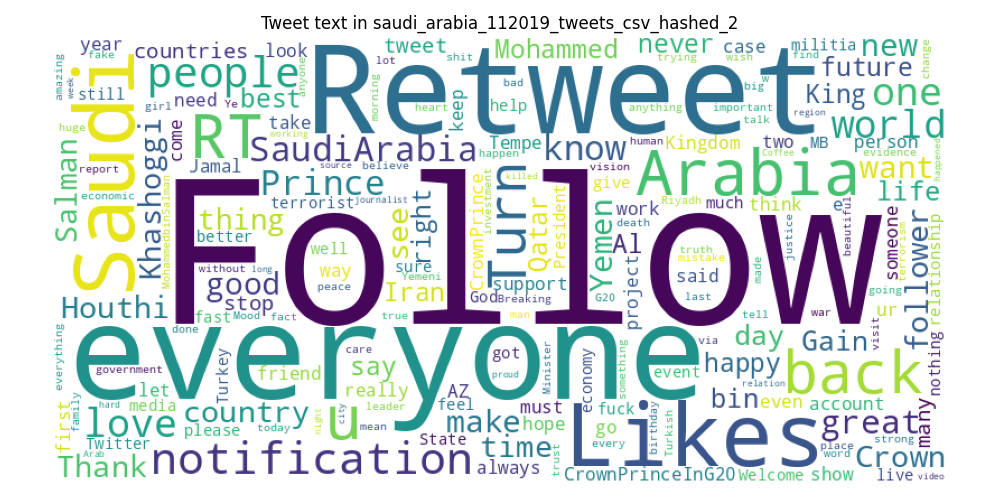 Tweet text in saudi_arabia_112019_tweets_csv_hashed_2
year
countries
look
tweet
Mohammed
never
case
militia
new
fake
amazing
week
still
girl
need
Ye
best
people
lot
shit
anyone
morning
heart
Retweet
trying
wish
find
bad
big
w
future
change
help
keep
anything
important
talk
King
region
one
world
huge
Saudi
come
RT
take
working
SaudiArabia
Tempe
know
happen
human
Kingdom
two
MB
person
evidence
happened
report
Salman
Khashoggi
Jamal
source
believe
Prince
economic
MohammedbinSalman
terrorist
journalist
thing
better
see
right
CrownPrince
investment
Turn
killed
Qatar
President
vision
give
Yemen
Arabia
Riyadh
Coffee
want
life
work
much
think
e
death
justice
beautiful
someone
terrorism
Al
truth
mistake
Follow
well
way
peace
without
long
good
stop
Yemeni
sure
Iran
God
support
Breaking
G20
project
said
last
made
going
follower
relationship
Houthi
fast
Mood
fact
true
man
tell
war
visit
ur
everything
done
everyone
via
day
Gain
nothing
government
Turkey
friend
care
say
got
proud
Minister
economy
something
event
happy
back
relation
let
media
really
leader
AZ
feel
must
hope
fuck
go
every
birthday
Turkish
bin
even
account
great
many
first
family
hard
love
country
please
today
night
city
mean
u
make
trust
Likes
place
word
strong
Twitter
Arab
Thank
notification
State
always
time
CrownPrinceInG20
Welcome
show
Crown
live
video